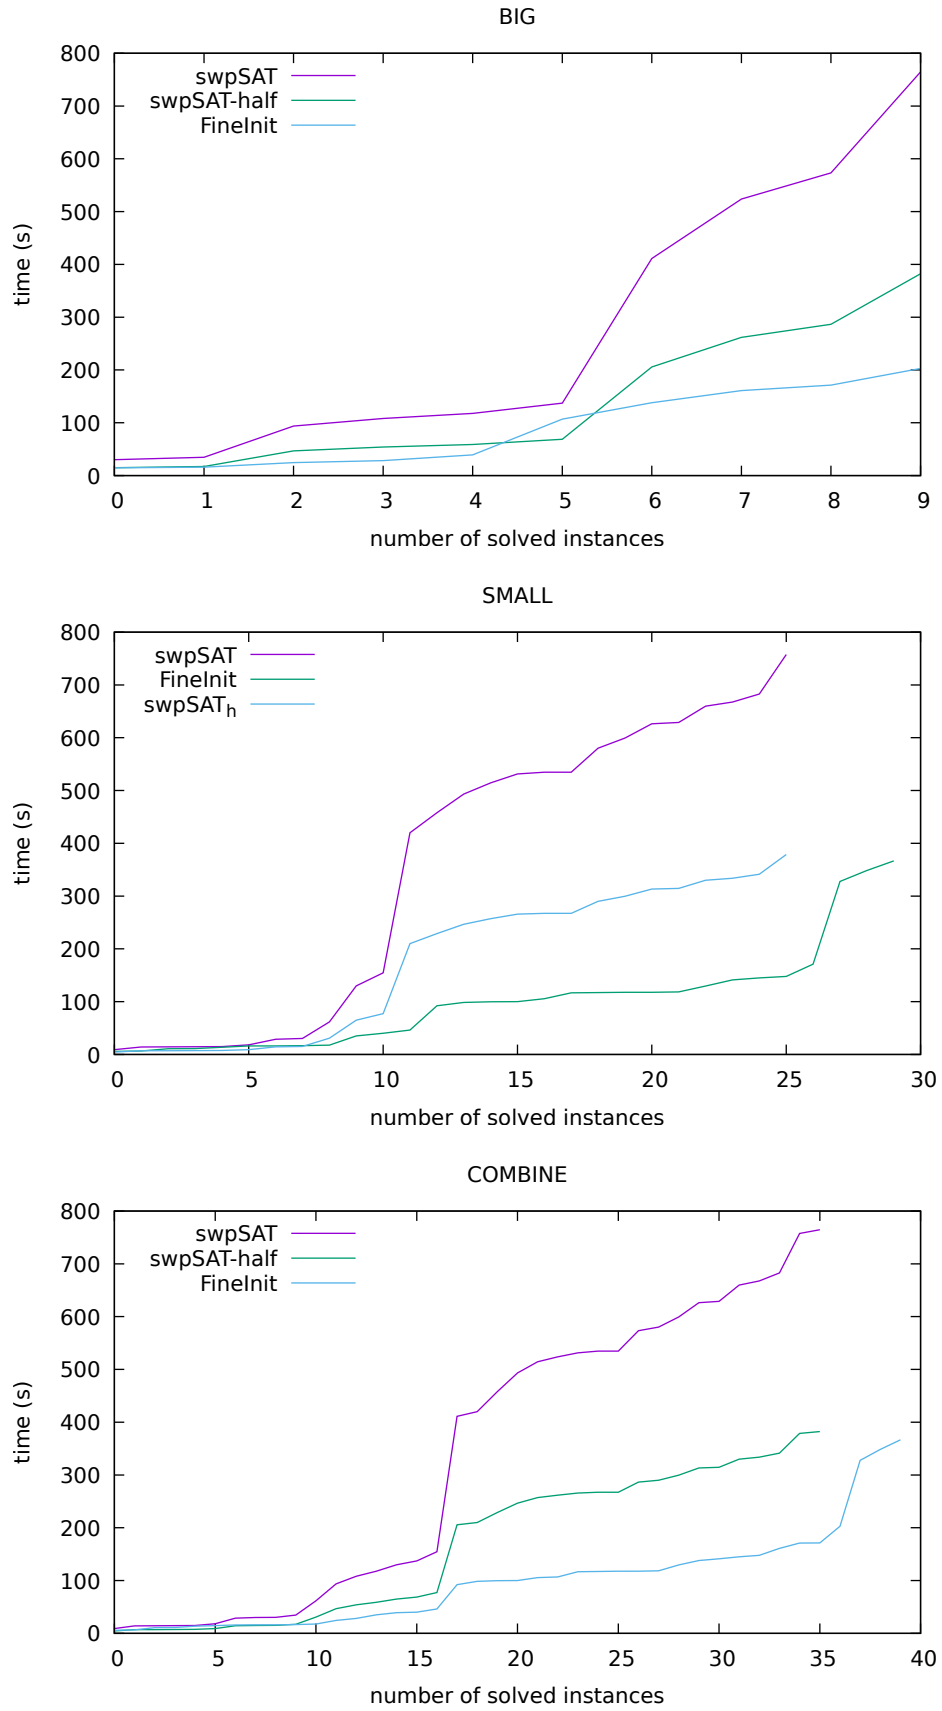 BIG
800
700
600
500
400
300
200
100
0
time (s)
swpSAT
swpSAT-half
FineInit
0 1 2 3 4 5 6 7 8 9
number of solved instances
SMALL
800
700
600
500
400
300
200
100
0
time (s)
swpSAT
FineInit
swpSATh
0 5 10 15 20 25 30
number of solved instances
COMBINE
800
700
600
500
400
300
200
100
0
time (s)
swpSAT
swpSAT-half
FineInit
0 5 10 15 20 25 30 35 40
number of solved instances